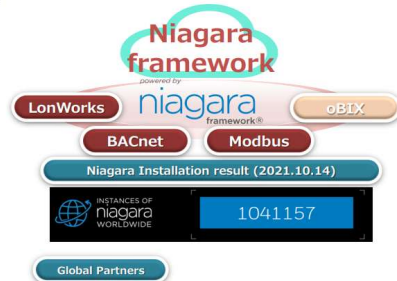 Niagara
framework
powered by
niagara
framework®
LonWorks
oBIX
BACnet
Modbus
Niagara Installation result (2021.10.14)
INSTANCES OF
niagara
WORLDWIDE
1041157
Global Partners